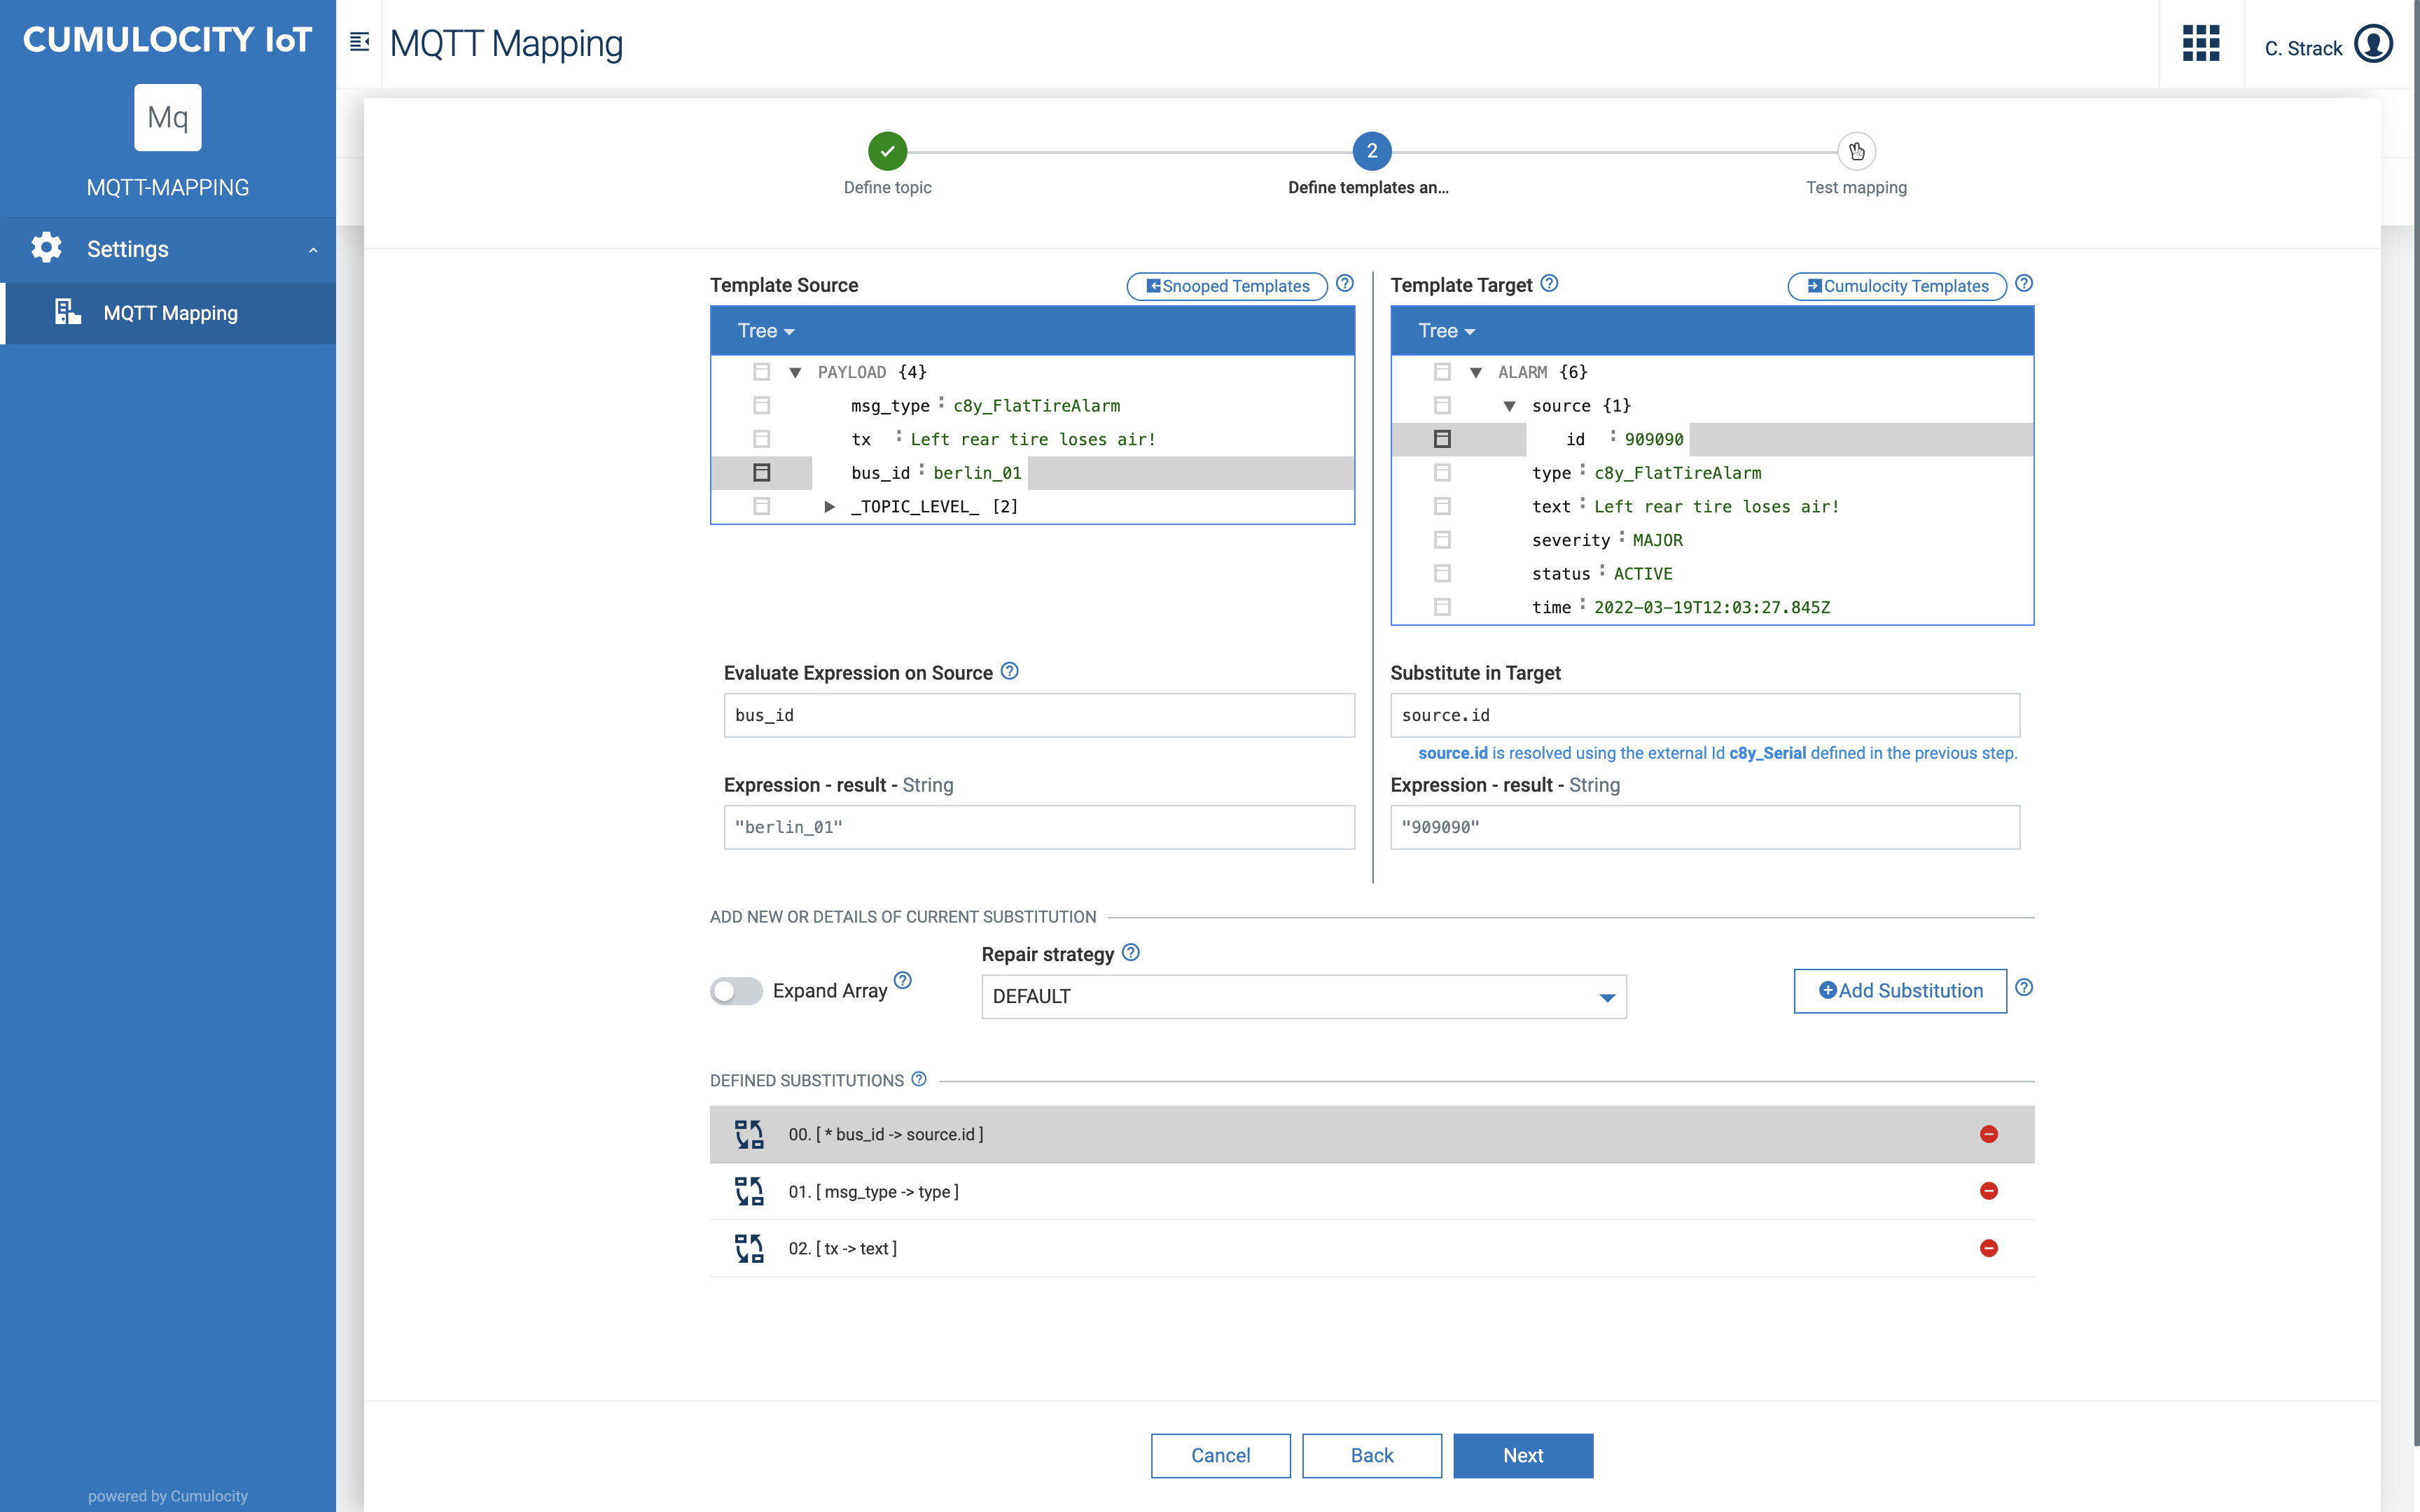 CUMULOCITY IoT
Mq
MQTT-MAPPING
Settings
MQTT Mapping
powered by Cumulocity
MQTT Mapping
C. Strack
2
Define topic
Define templates an...
Test mapping
Template Source
Snooped Templates
Tree
PAYLOAD {4}
msg_type : c8y_FlatTireAlarm
tx : Left rear tire loses air!
bus_id : berlin_01
_TOPIC_LEVEL_ [2]
Template Target
Cumulocity Templates
Tree
ALARM {6}
source {1}
id : 909090
type : c8y_FlatTireAlarm
text : Left rear tire loses air!
severity : MAJOR
status : ACTIVE
time : 2022-03-19T12:03:27.845Z
Evaluate Expression on Source
bus_id
Expression - result - String
"berlin_01"
Substitute in Target
source.id
source.id is resolved using the external Id c8y_Serial defined in the previous step.
Expression - result - String
"909090"
ADD NEW OR DETAILS OF CURRENT SUBSTITUTION
Expand Array
Repair strategy
DEFAULT
Add Substitution
DEFINED SUBSTITUTIONS
00. [ * bus_id -> source.id ]
01. [ msg_type -> type ]
02. [ tx -> text ]
Cancel
Back
Next